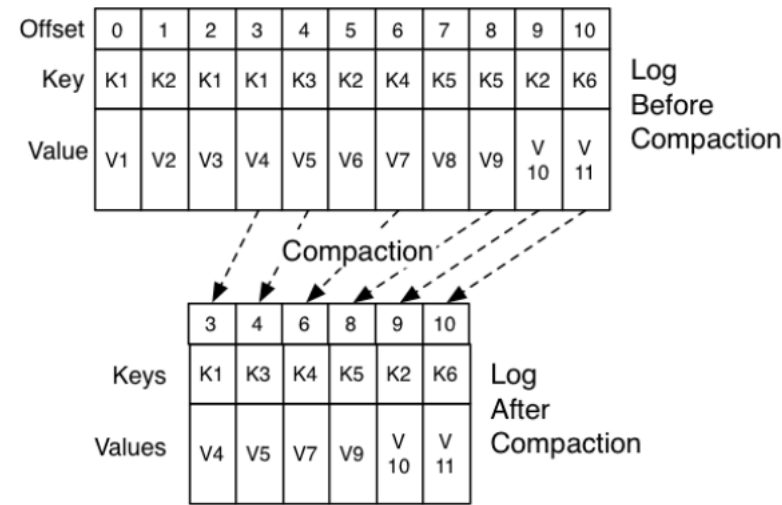 Offset 0 1 2 3 4 5 6 7 8 9 10
Key K1 K2 K1 K1 K3 K2 K4 K5 K5 K2 K6
Value V1 V2 V3 V4 V5 V6 V7 V8 V9 V 10 V 11
Log
Before
Compaction
Compaction
3 4 6 8 9 10
Keys K1 K3 K4 K5 K2 K6
Values V4 V5 V7 V9 V 10 V 11
Log
After
Compaction